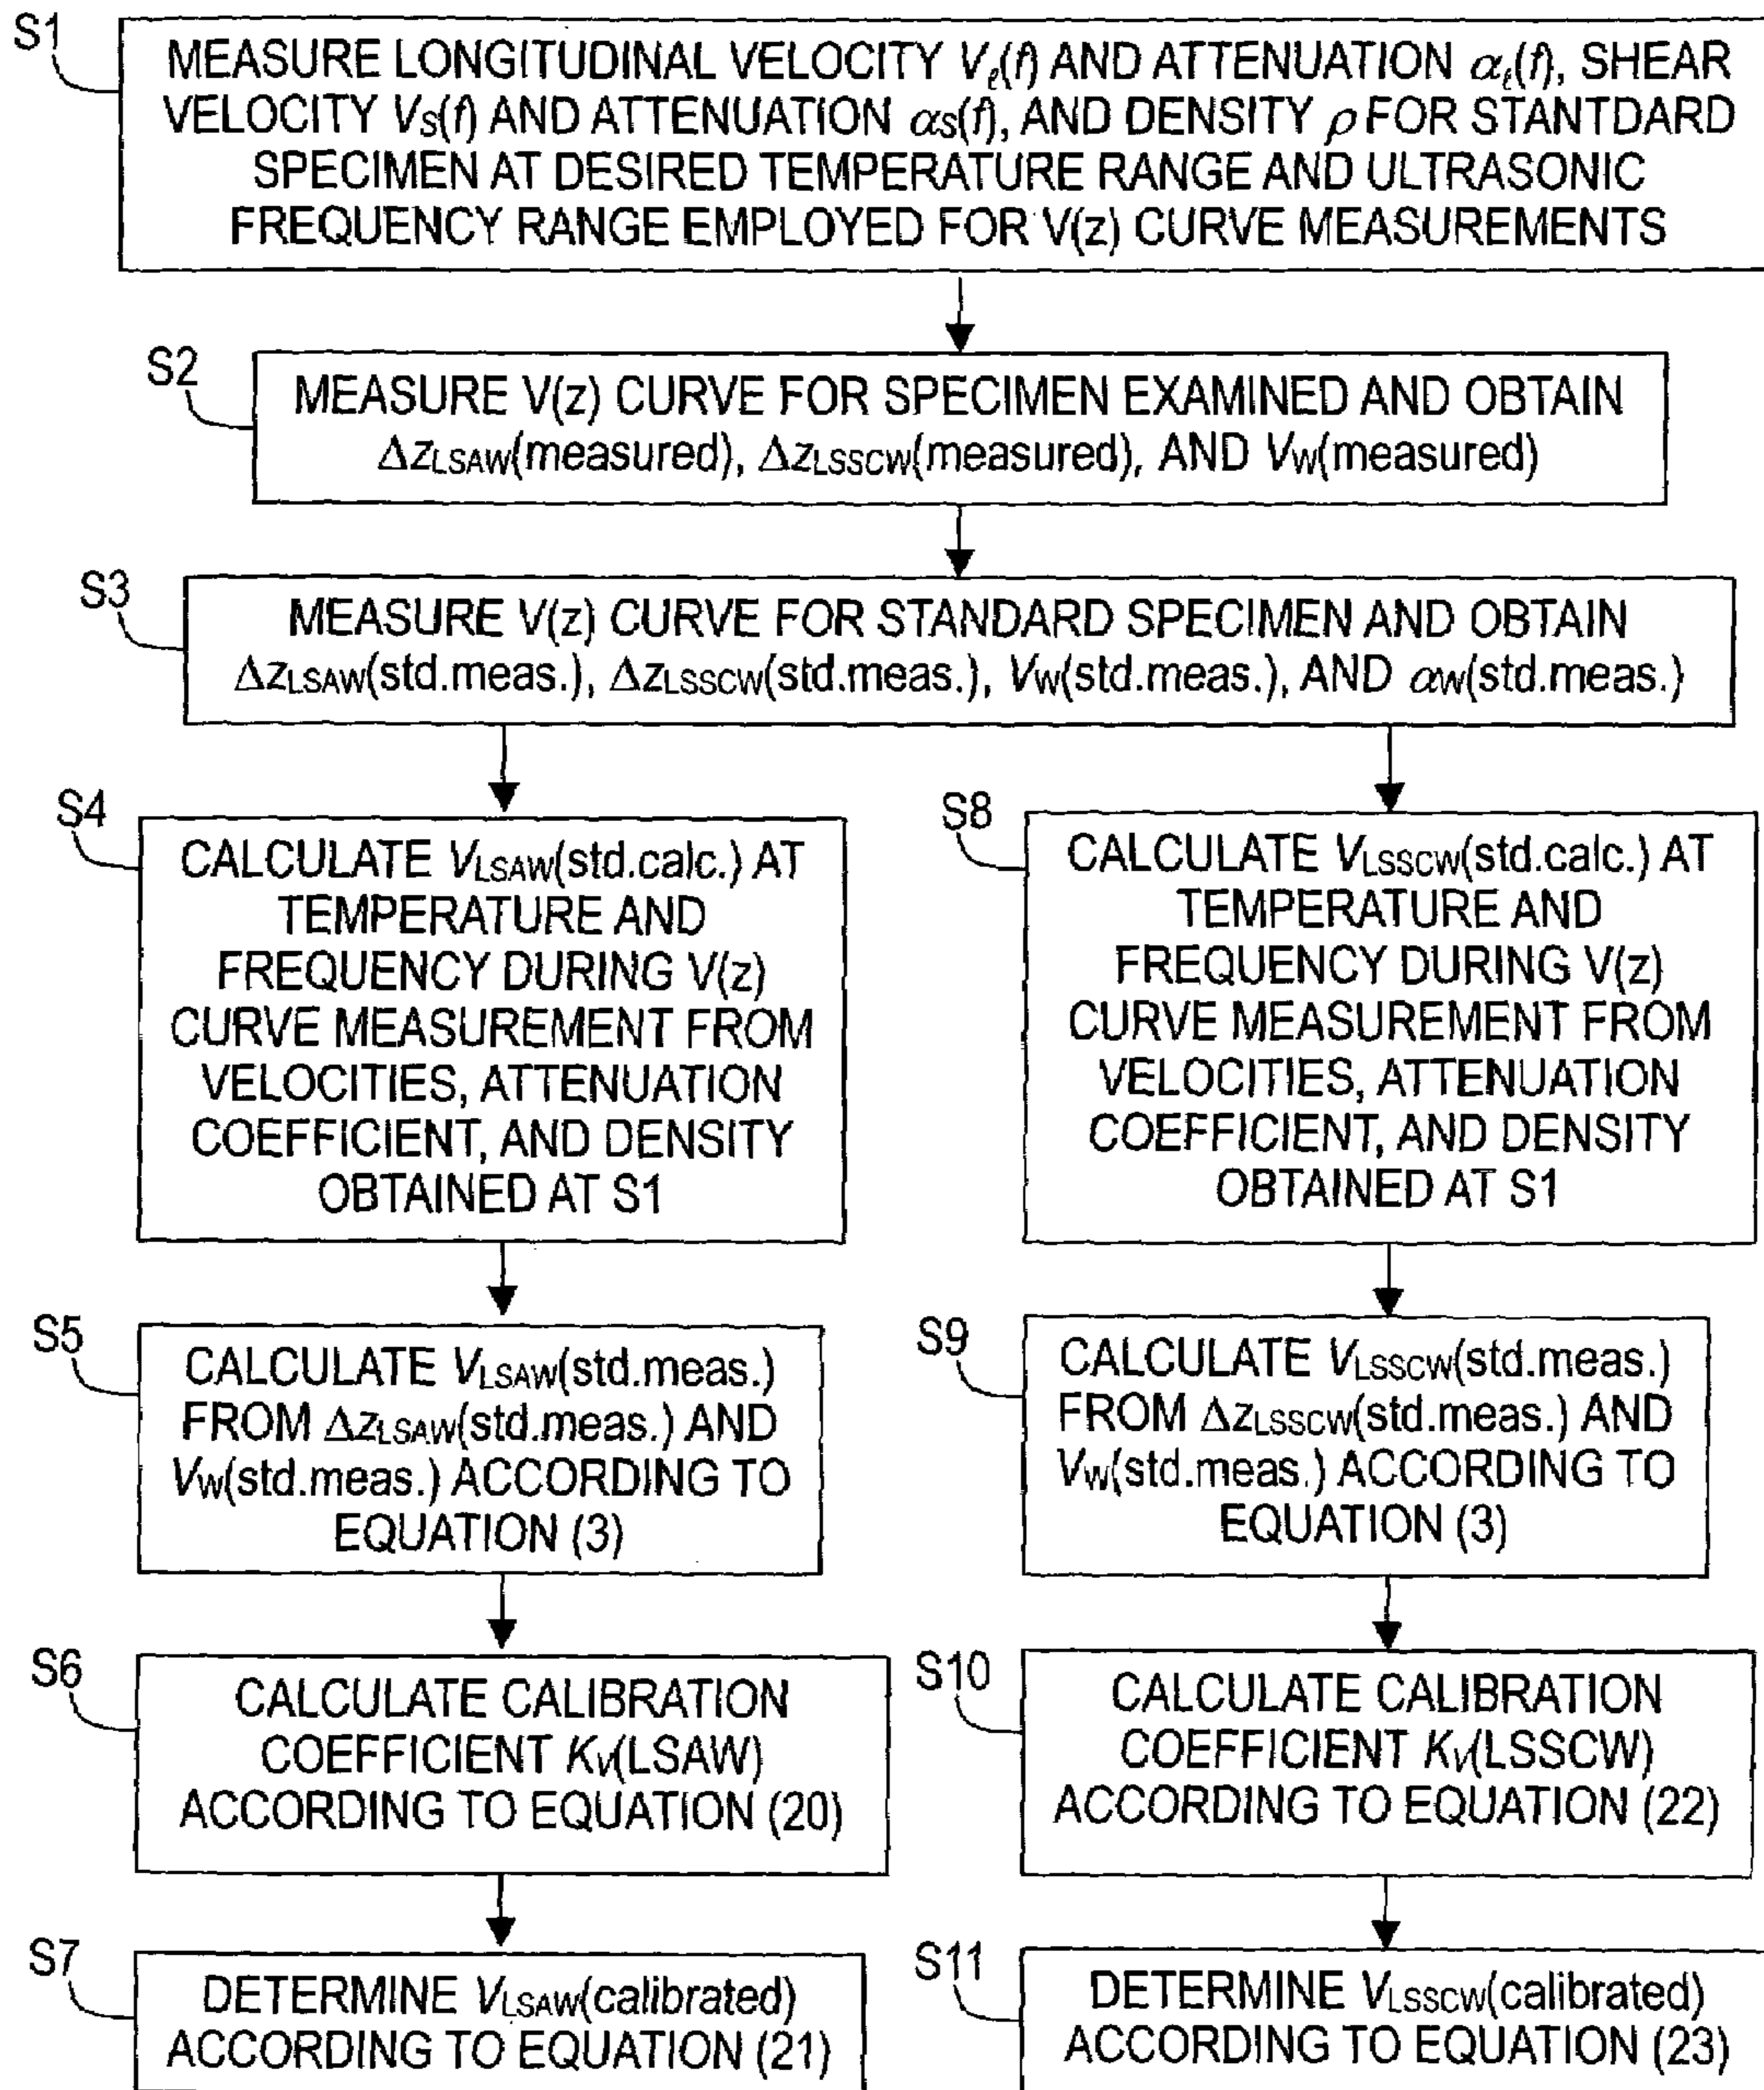 S1
MEASURE LONGITUDINAL VELOCITY Vℓ(f) AND ATTENUATION αℓ(f), SHEAR
VELOCITY VS(f) AND ATTENUATION αS(f), AND DENSITY ρ FOR STANTDARD
SPECIMEN AT DESIRED TEMPERATURE RANGE AND ULTRASONIC
FREQUENCY RANGE EMPLOYED FOR V(z) CURVE MEASUREMENTS
S2
MEASURE V(z) CURVE FOR SPECIMEN EXAMINED AND OBTAIN
ΔzLSAW(measured), ΔzLSSCW(measured), AND VW(measured)
S3
MEASURE V(z) CURVE FOR STANDARD SPECIMEN AND OBTAIN
ΔzLSAW(std.meas.), ΔzLSSCW(std.meas.), VW(std.meas.), AND αW(std.meas.)
S4
CALCULATE VLSAW(std.calc.) AT
TEMPERATURE AND
FREQUENCY DURING V(z)
CURVE MEASUREMENT FROM
VELOCITIES, ATTENUATION
COEFFICIENT, AND DENSITY
OBTAINED AT S1
S5
CALCULATE VLSAW(std.meas.)
FROM ΔzLSAW(std.meas.) AND
VW(std.meas.) ACCORDING TO
EQUATION (3)
S6
CALCULATE CALIBRATION
COEFFICIENT KV(LSAW)
ACCORDING TO EQUATION (20)
S7
DETERMINE VLSAW(calibrated)
ACCORDING TO EQUATION (21)
S8
CALCULATE VLSSCW(std.calc.) AT
TEMPERATURE AND
FREQUENCY DURING V(z)
CURVE MEASUREMENT FROM
VELOCITIES, ATTENUATION
COEFFICIENT, AND DENSITY
OBTAINED AT S1
S9
CALCULATE VLSSCW(std.meas.)
FROM ΔzLSSCW(std.meas.) AND
VW(std.meas.) ACCORDING TO
EQUATION (3)
S10
CALCULATE CALIBRATION
COEFFICIENT KV(LSSCW)
ACCORDING TO EQUATION (22)
S11
DETERMINE VLSSCW(calibrated)
ACCORDING TO EQUATION (23)